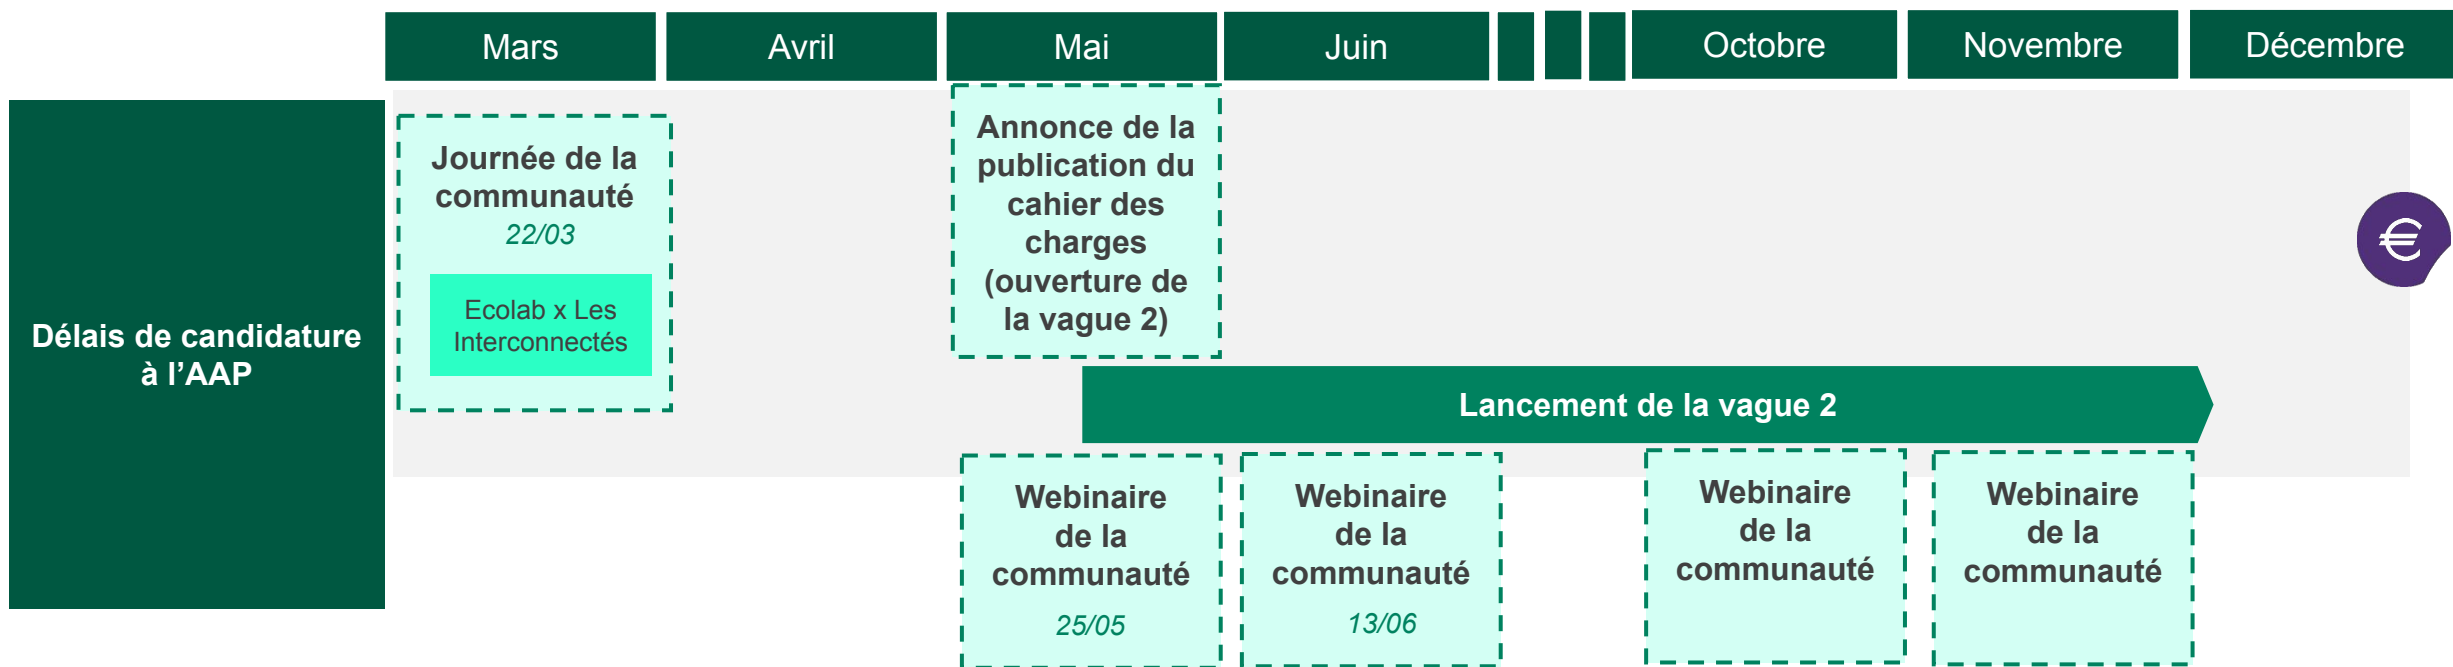 Mars
Avril
Mai
Juin
Octobre
Novembre
Décembre
Délais de candidature
à l’AAP
Journée de la
communauté
22/03
Ecolab x Les
Interconnectés
Annonce de la
publication du
cahier des
charges
(ouverture de
la vague 2)
€
Lancement de la vague 2
Webinaire
de la
communauté
25/05
Webinaire
de la
communauté
13/06
Webinaire
de la
communauté
Webinaire
de la
communauté